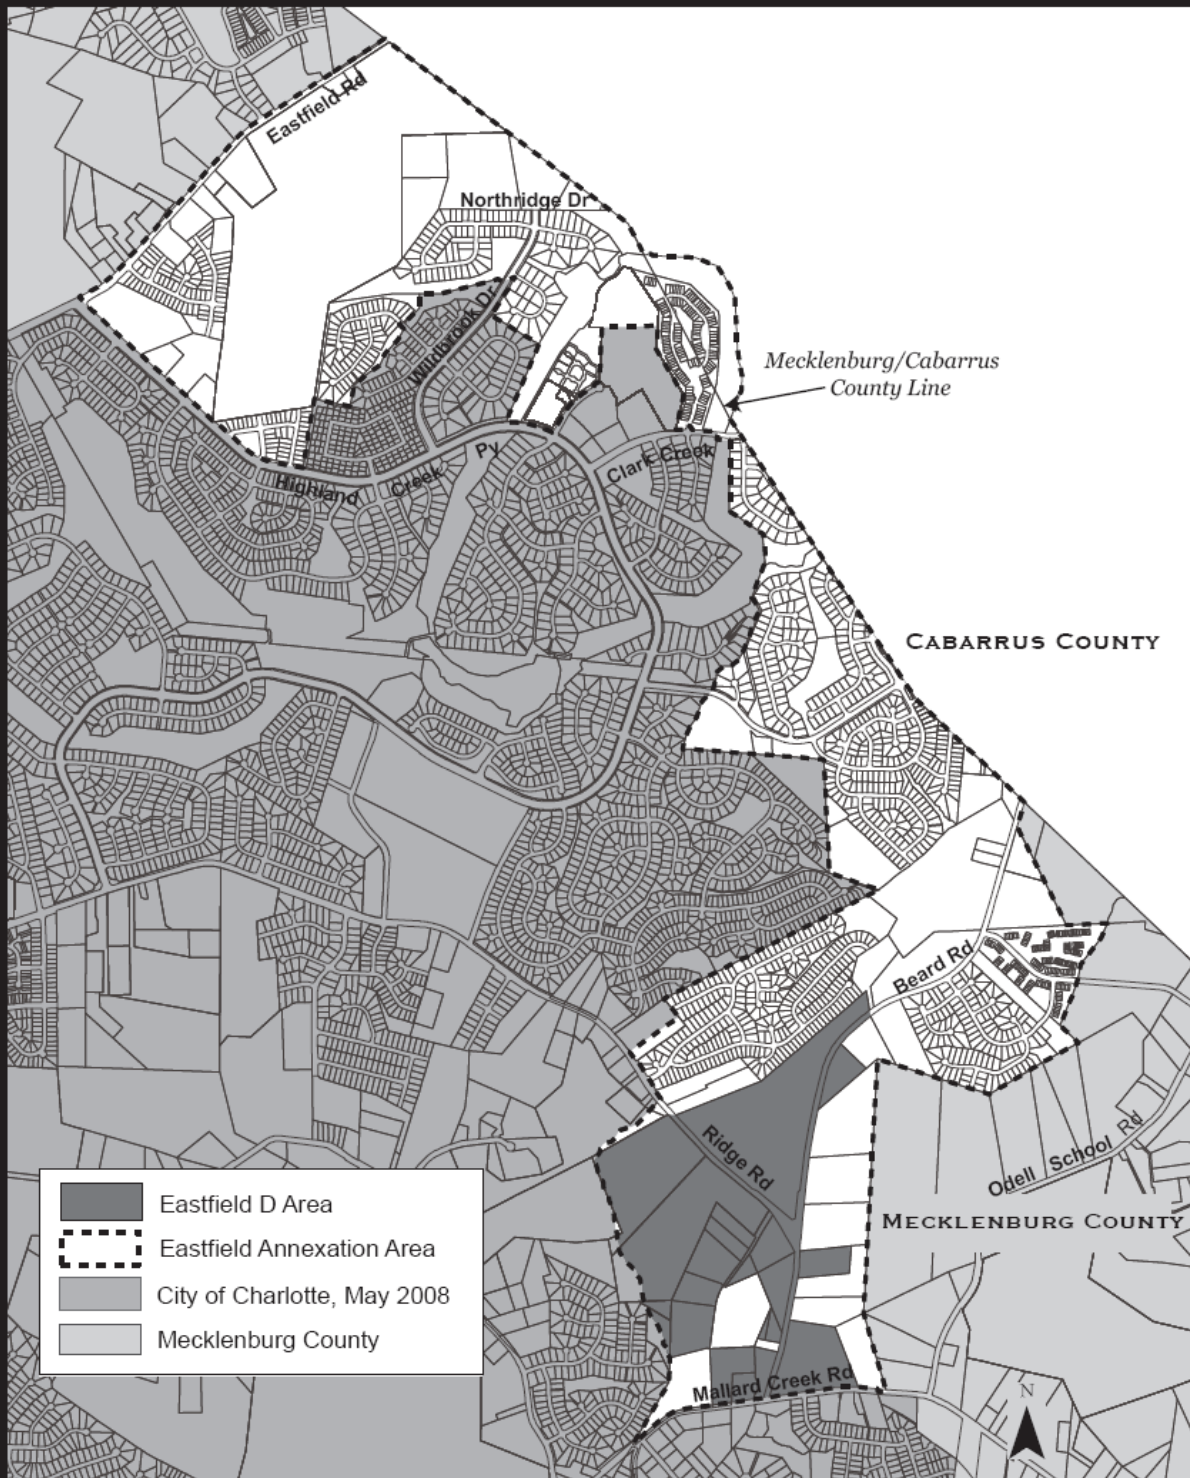 Eastfield Rd
Northridge Dr
Wildbrook Dr
Mecklenburg/Cabarrus
County Line
Highland Creek Py
Clark Creek
CABARRUS COUNTY
Beard Rd
Ridge Rd
Odell School Rd
MECKLENBURG COUNTY
Mallard Creek Rd
Eastfield D Area
Eastfield Annexation Area
City of Charlotte, May 2008
Mecklenburg County
N